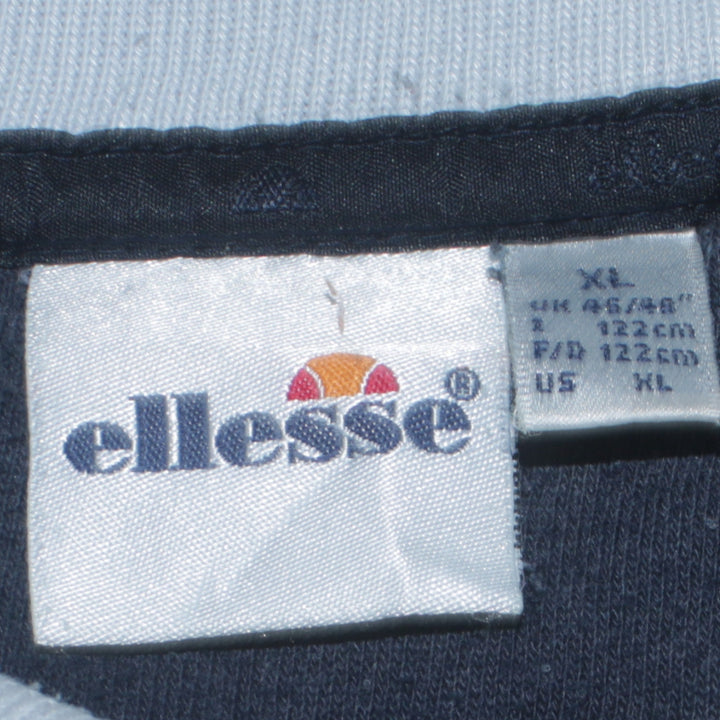 ellesse®
XL
UK 46/48"
I 122cm
F/D 122cm
US XL